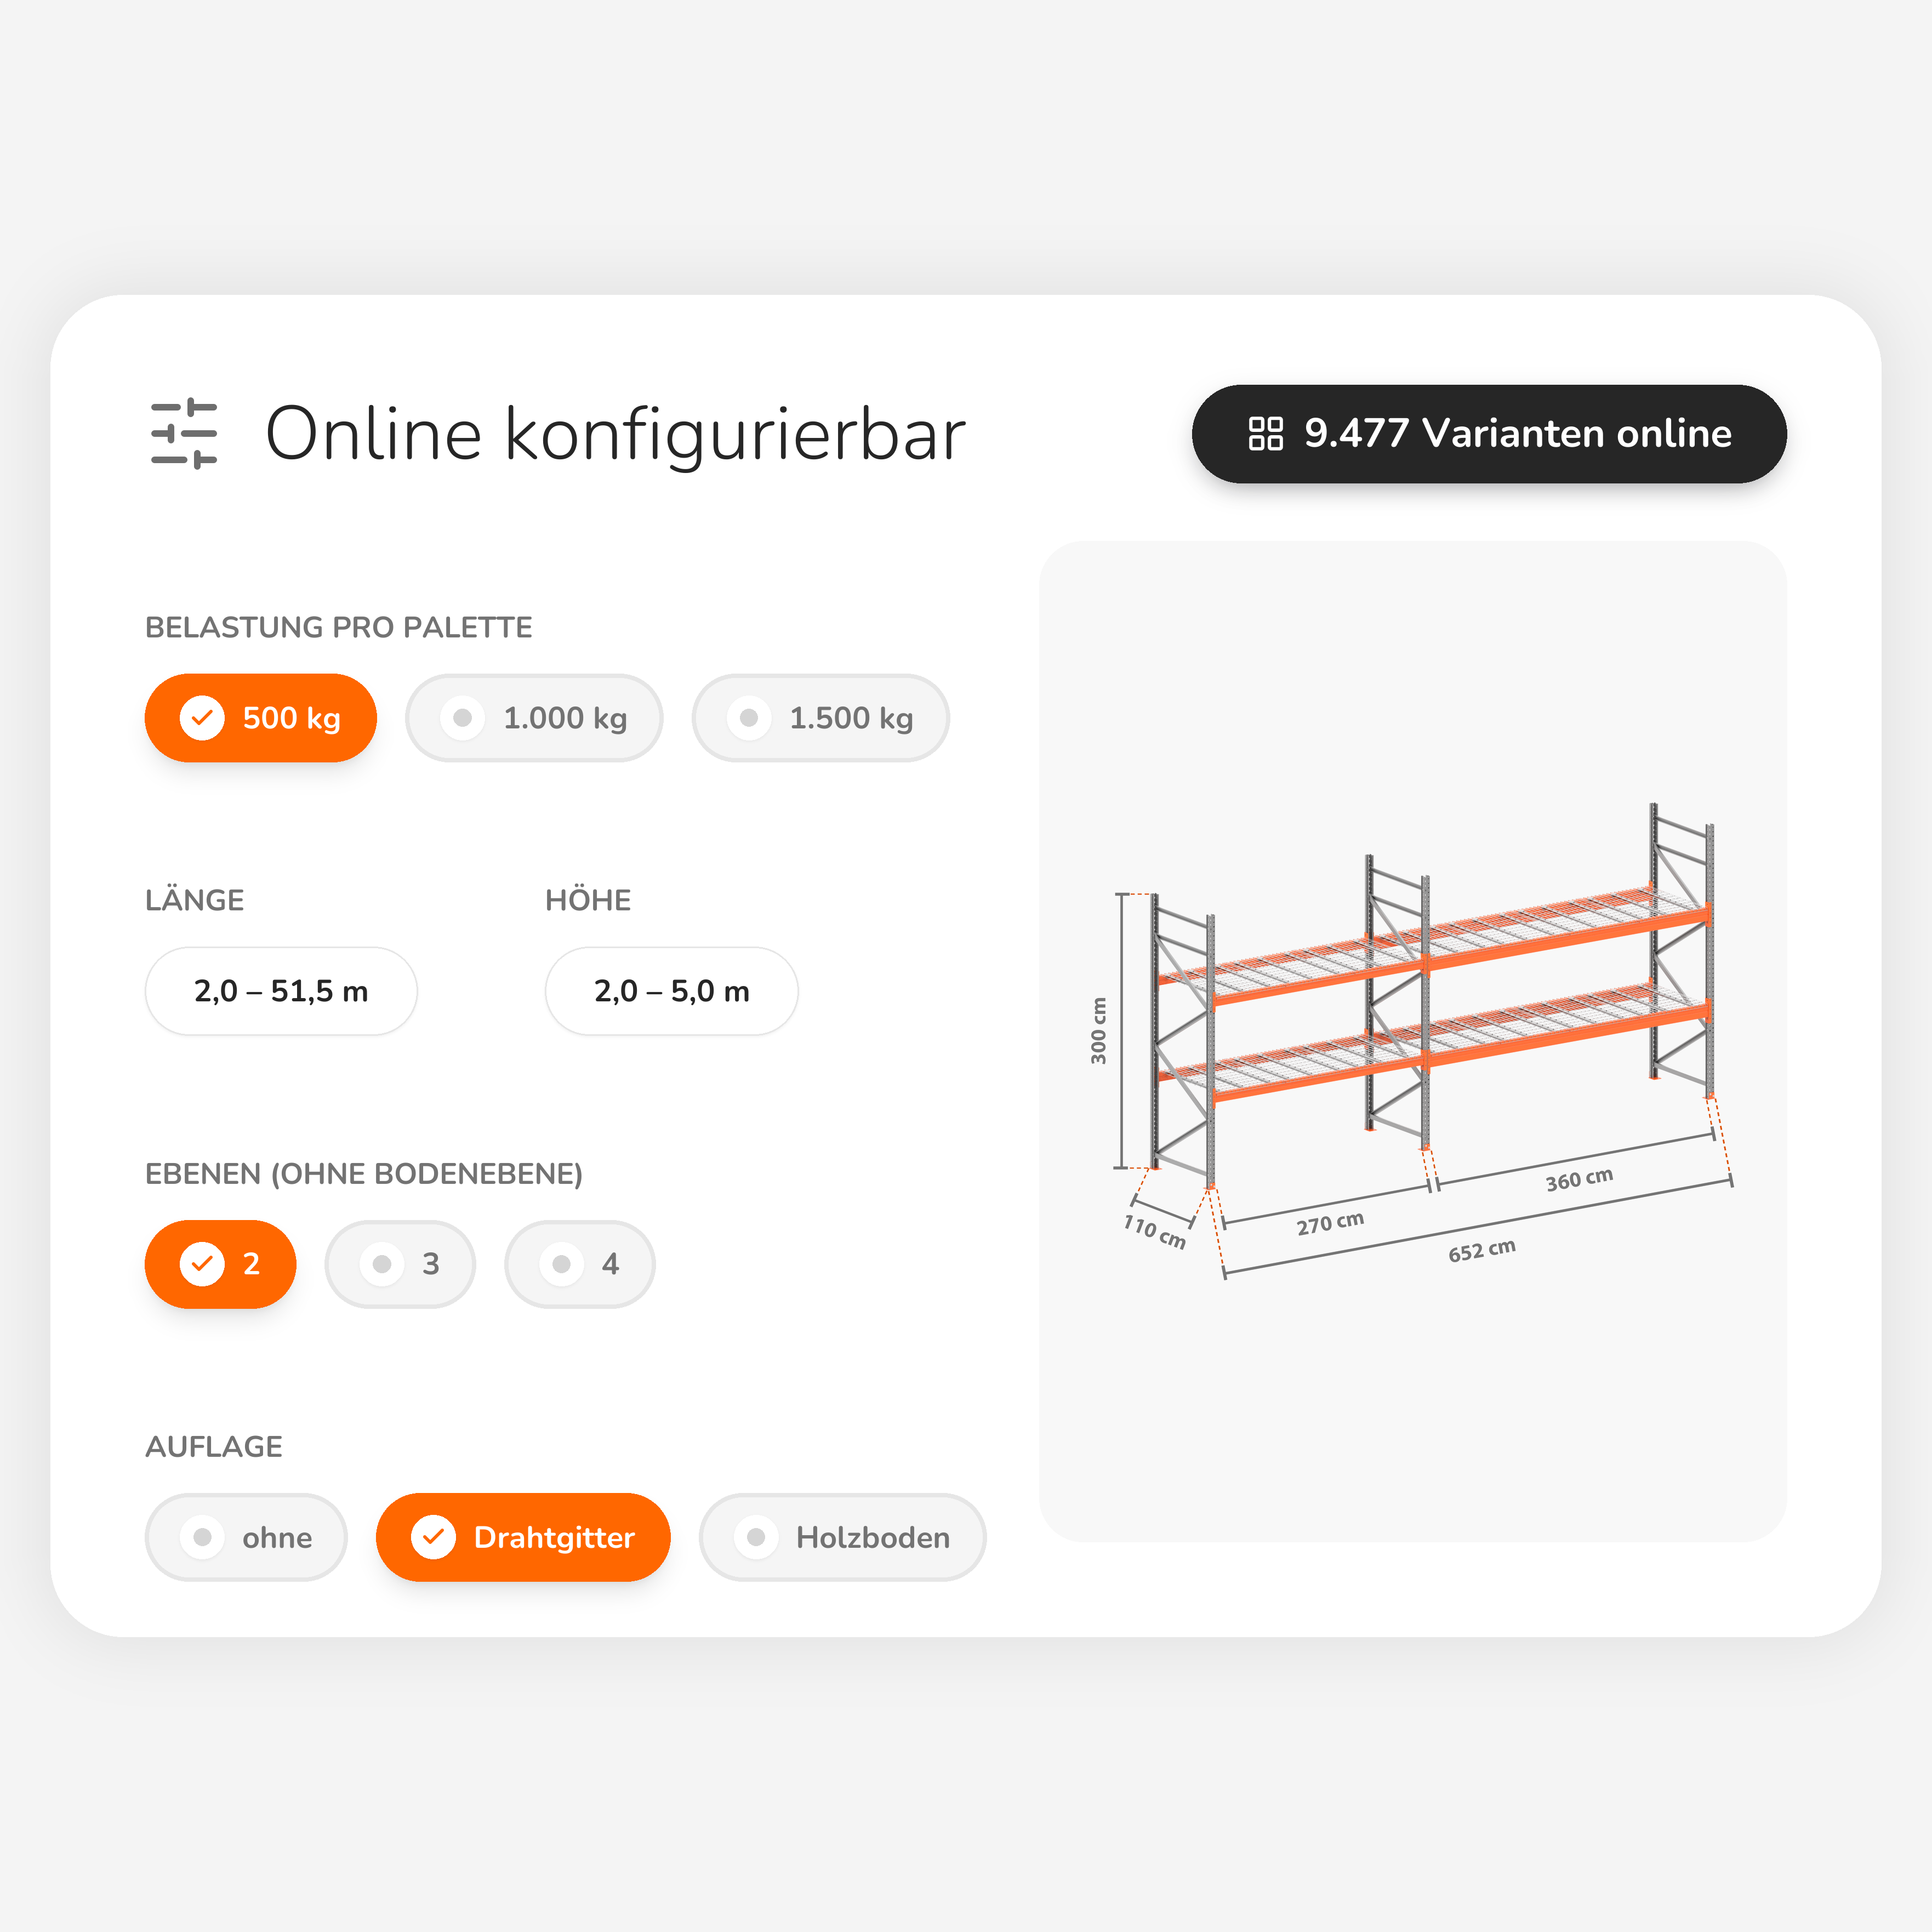 Online konfigurierbar
9.477 Varianten online
BELASTUNG PRO PALETTE
500 kg
1.000 kg
1.500 kg
LÄNGE
HÖHE
2,0 – 51,5 m
2,0 – 5,0 m
EBENEN (OHNE BODENEBENE)
2
3
4
AUFLAGE
ohne
Drahtgitter
Holzboden
300 cm
110 cm
270 cm
360 cm
652 cm